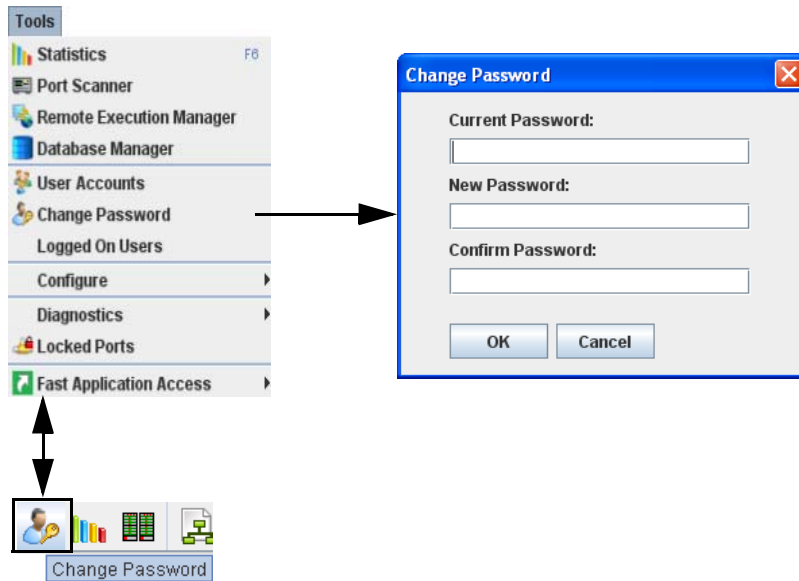 Tools
Statistics F6
Port Scanner
Remote Execution Manager
Database Manager
User Accounts
Change Password
Logged On Users
Configure
Diagnostics
Locked Ports
Fast Application Access
Change Password
Current Password:
New Password:
Confirm Password:
OK Cancel
Change Password